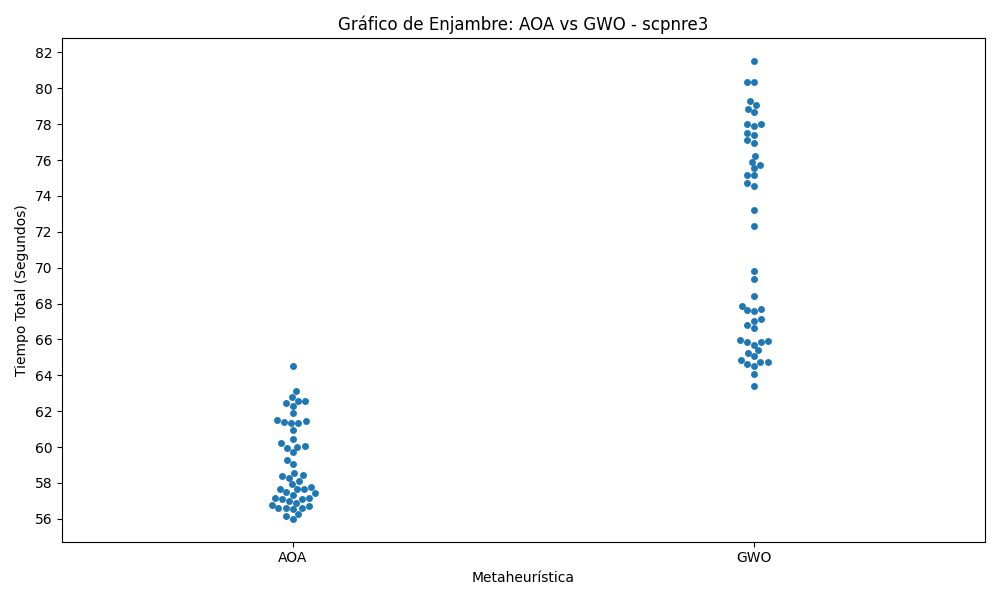 Gráfico de Enjambre: AOA vs GWO - scpnre3
Tiempo Total (Segundos)
82
80
78
76
74
72
70
68
66
64
62
60
58
56
AOA
GWO
Metaheurística